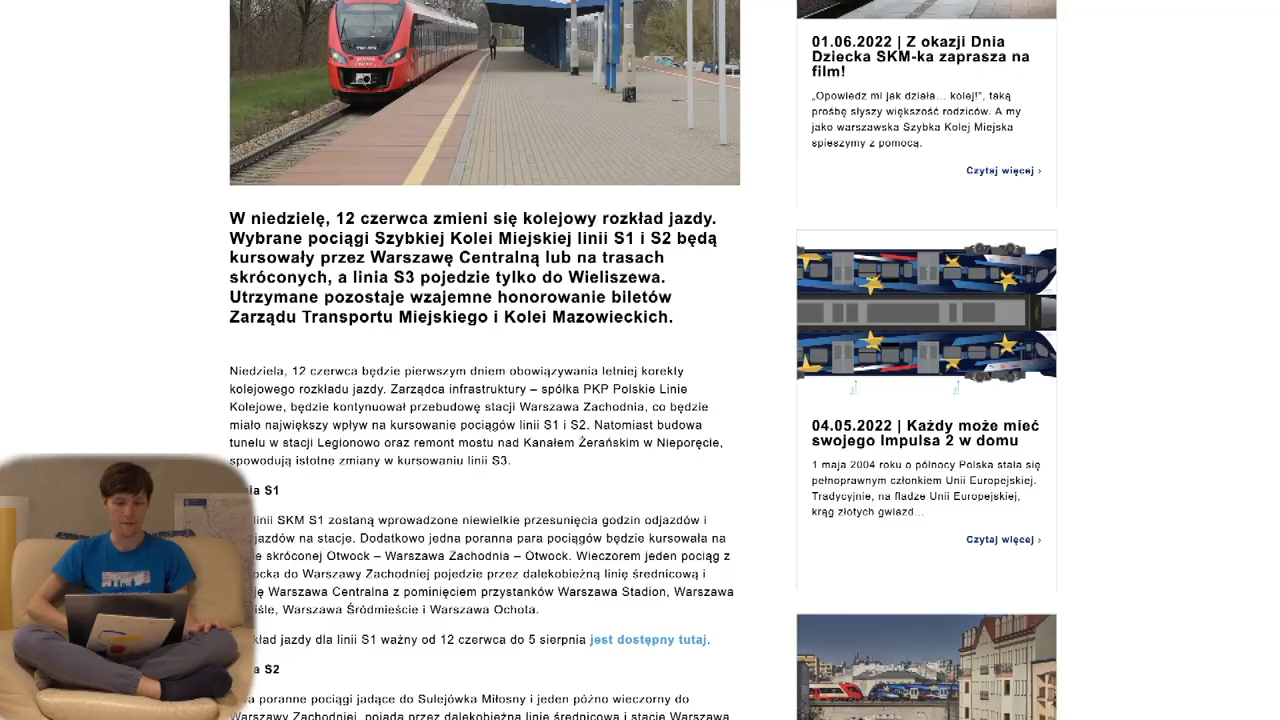 W niedzielę, 12 czerwca zmieni się kolejowy rozkład jazdy.
Wybrane pociągi Szybkiej Kolei Miejskiej linii S1 i S2 będą
kursowały przez Warszawę Centralną lub na trasach
skróconych, a linia S3 pojedzie tylko do Wieliszewa.
Utrzymane pozostaje wzajemne honorowanie biletów
Zarządu Transportu Miejskiego i Kolei Mazowieckich.
Niedziela, 12 czerwca będzie pierwszym dniem obowiązywania letniej korekty
kolejowego rozkładu jazdy. Zarządca infrastruktury – spółka PKP Polskie Linie
Kolejowe, będzie kontynuował przebudowę stacji Warszawa Zachodnia, co będzie
miało największy wpływ na kursowanie pociągów linii S1 i S2. Natomiast budowa
tunelu w stacji Legionowo oraz remont mostu nad Kanałem Żerańskim w Nieporęcie,
spowodują istotne zmiany w kursowaniu linii S3.
S1
linii SKM S1 zostaną wprowadzone niewielkie przesunięcia godzin odjazdów i
na stacje. Dodatkowo jedna poranna para pociągów będzie kursowała na
skróconej Otwock – Warszawa Zachodnia – Otwock. Wieczorem jeden pociąg z
do Warszawy Zachodniej pojedzie przez dalekobieżną linię średnicową i
Warszawa Centralna z pominięciem przystanków Warszawa Stadion, Warszawa
Warszawa Śródmieście i Warszawa Ochota.
jazdy dla linii S1 ważny od 12 czerwca do 5 sierpnia jest dostępny tutaj.
S2
poranne pociągi jadące do Sulejówka Miłosny i jeden późno wieczorny do
Warszawy Zachodniej, pojadą przez dalekobieżną linię średnicową i stację Warszawa
01.06.2022 | Z okazji Dnia
Dziecka SKM-ka zaprasza na
film!
„Opowiedz mi jak działa... kolej!", taką
prośbę słyszy większość rodziców. A my
jako warszawska Szybka Kolej Miejska
spieszymy z pomocą.
Czytaj więcej ›
04.05.2022 | Każdy może mieć
swojego Impulsa 2 w domu
1 maja 2004 roku o północy Polska stała się
pełnoprawnym członkiem Unii Europejskiej.
Tradycyjnie, na fladze Unii Europejskiej,
krąg złotych gwiazd...
Czytaj więcej ›